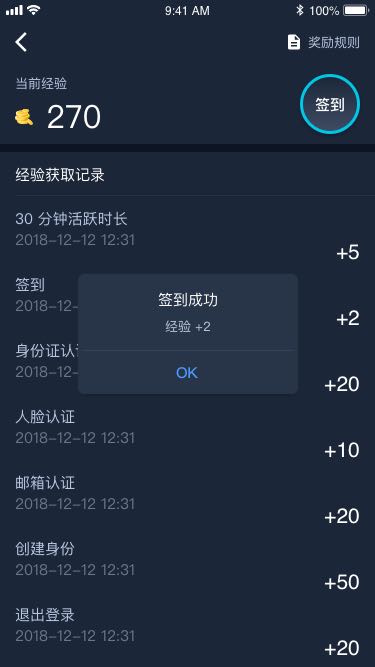 9:41 AM
100%
奖励规则
当前经验
270
签到
经验获取记录
30 分钟活跃时长
2018-12-12 12:31
+5
签到
2018-
+2
身份证认
2018-
+20
人脸认证
2018-12-12 12:31
+10
邮箱认证
2018-12-12 12:31
+20
创建身份
2018-12-12 12:31
+50
退出登录
2018-12-12 12:31
+20
签到成功
经验 +2
OK